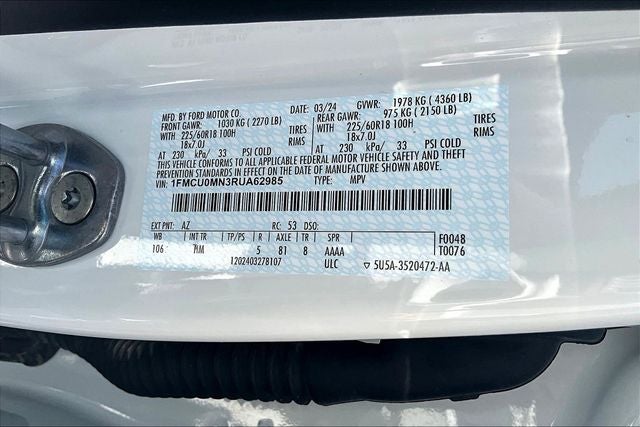 MFD. BY FORD MOTOR CO.
DATE: 03/24 GVWR: 1978 KG ( 4360 LB)
FRONT GAWR: 1030 KG ( 2270 LB) REAR GAWR: 975 KG ( 2150 LB)
WITH 225/60R18 100H TIRES WITH 225/60R18 100H TIRES
18x7.0J RIMS 18x7.0J RIMS
AT 230 kPa/ 33 PSI COLD AT 230 kPa/ 33 PSI COLD
THIS VEHICLE CONFORMS TO ALL APPLICABLE FEDERAL MOTOR VEHICLE SAFETY AND
THEFT PREVENTION STANDARDS IN EFFECT ON THE DATE OF MANUFACTURE SHOWN ABOVE.
VIN: 1FMCU0MN3RUA62985 TYPE: MPV
EXT PNT: AZ RC: 53 DSO: F0048
WB INT TR TP/PS R AXLE TR SPR T0076
106 5 81 8 AAAA
1202403278107 ULC ▽ 5U5A-3520472-AA